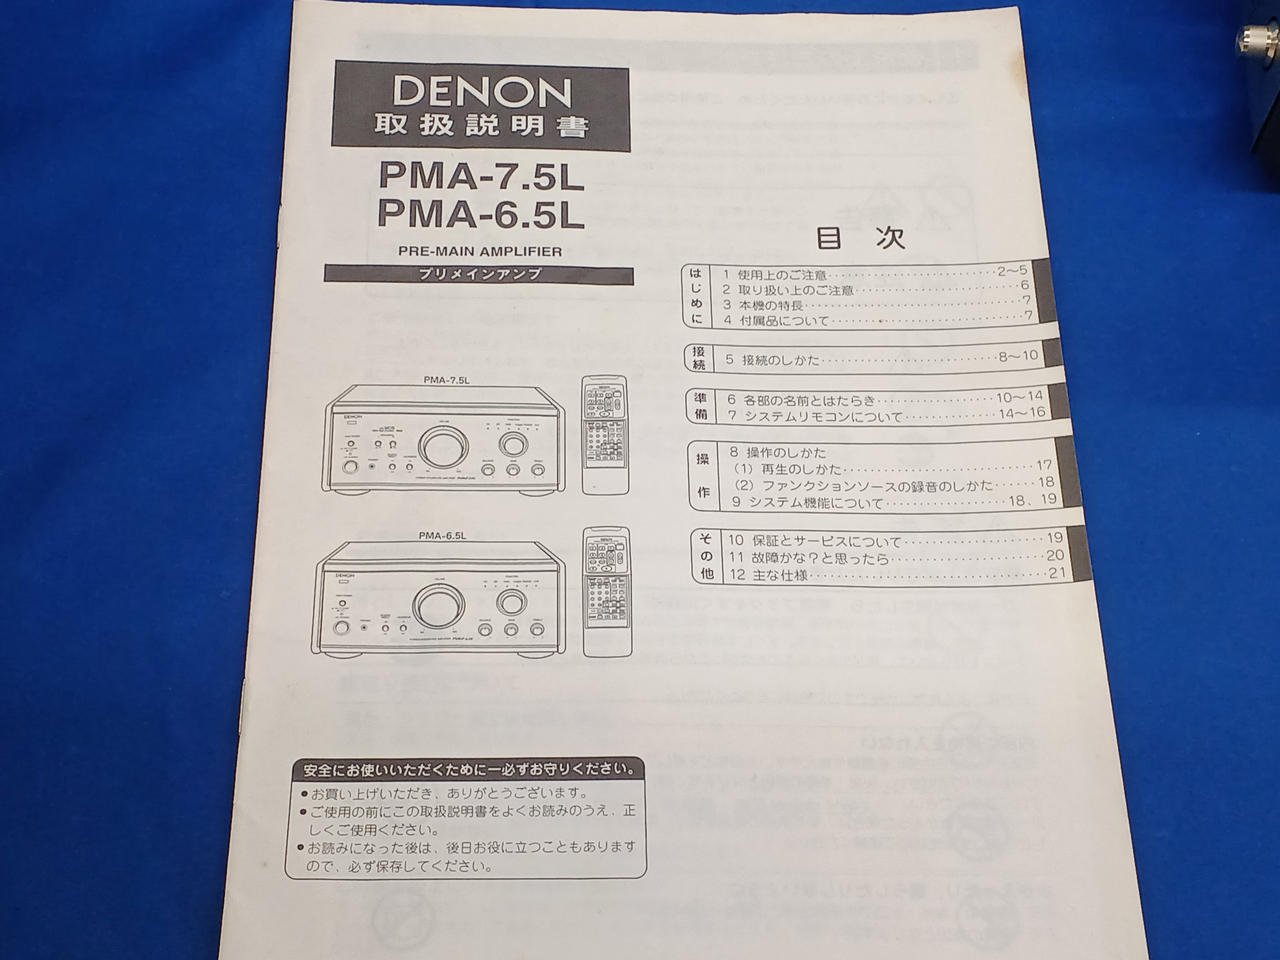 DENON
取扱説明書
PMA-7.5L
PMA-6.5L
PRE-MAIN AMPLIFIER
プリメインアンプ
PMA-7.5L
DENON
PMA-6.5L
DENON
安全にお使いいただくために―必ずお守りください。
●お買い上げいただき、ありがとうございます。
●ご使用の前にこの取扱説明書をよくお読みのうえ、正
しくご使用ください。
●お読みになった後は、後日お役に立つこともあります
ので、必ず保存してください。
目次
はじめに
1 使用上のご注意・・・・・・・・・・・・2～5
2 取り扱い上のご注意・・・・・・・・・・・・6
3 本機の特長・・・・・・・・・・・・7
4 付属品について・・・・・・・・・・・・7
接続
5 接続のしかた・・・・・・・・・・・・8～10
準備
6 各部の名前とはたらき・・・・・・・・・・・・10～14
7 システムリモコンについて・・・・・・・・・・・・14～16
操作
8 操作のしかた
(1) 再生のしかた・・・・・・・・・・・・17
(2) ファンクションソースの録音のしかた・・・・・・18
9 システム機能について・・・・・・・・・・・・18、19
その他
10 保証とサービスについて・・・・・・・・・・・・19
11 故障かな？と思ったら・・・・・・・・・・・・20
12 主な仕様・・・・・・・・・・・・21